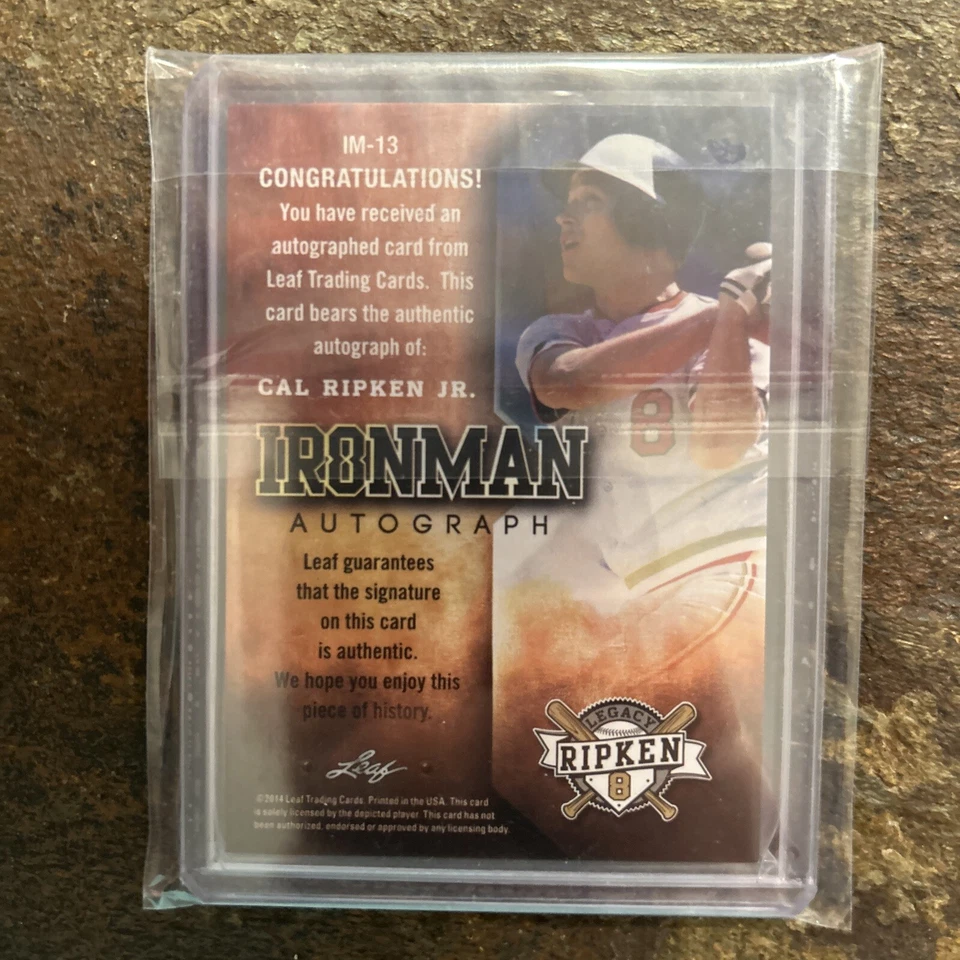 IM-13
CONGRATULATIONS!
You have received an
autographed card from
Leaf Trading Cards. This
card bears the authentic
autograph of:
CAL RIPKEN JR.
IR8NMAN
AUTOGRAPH
Leaf guarantees
that the signature
on this card
is authentic.
We hope you enjoy this
piece of history.
Leaf
©2014 Leaf Trading Cards. Printed in the USA. This card
is solely licensed by the depicted player. This card has not
been authorized, endorsed or approved by any licensing body.
8
LEGACY
RIPKEN
8